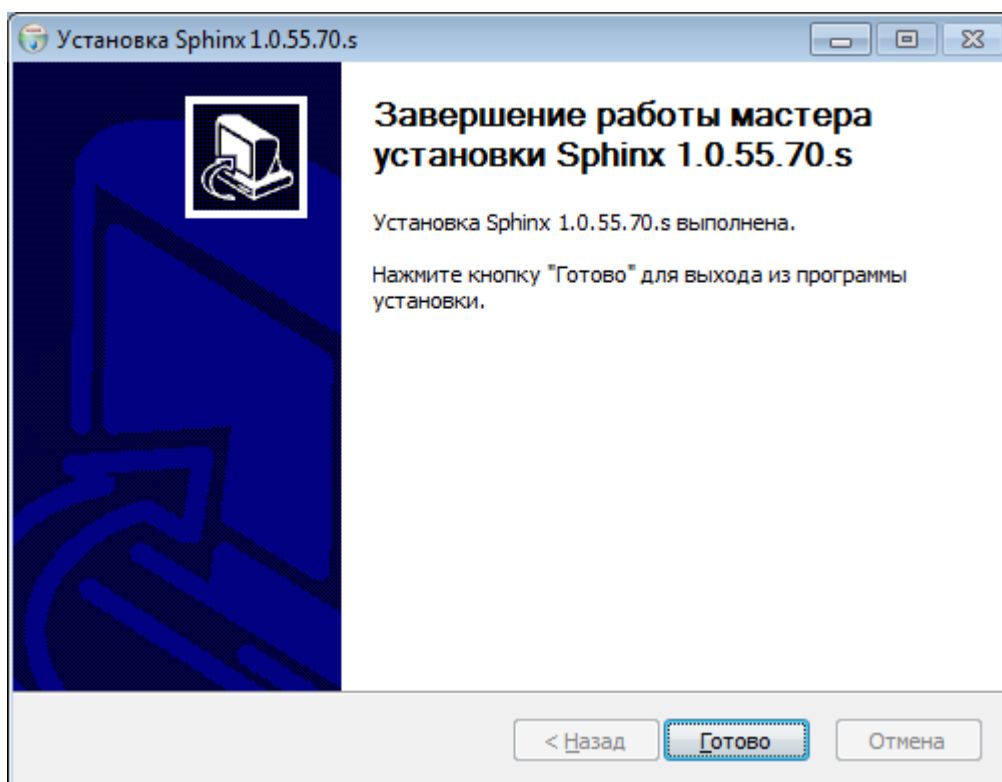 Установка Sphinx 1.0.55.70.s
Завершение работы мастера
установки Sphinx 1.0.55.70.s
Установка Sphinx 1.0.55.70.s выполнена.
Нажмите кнопку "Готово" для выхода из программы
установки.
< Назад Готово Отмена